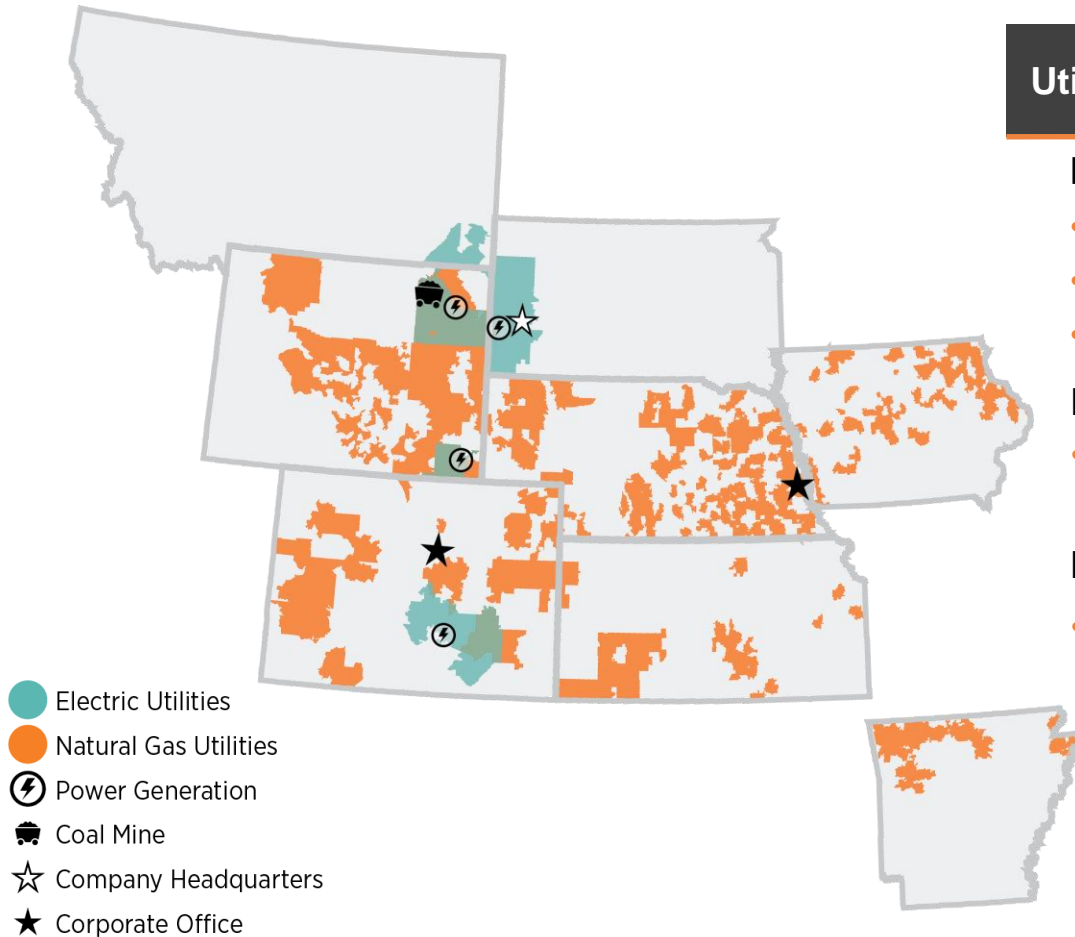 Electric Utilities
Natural Gas Utilities
Power Generation
Coal Mine
Company Headquarters
Corporate Office